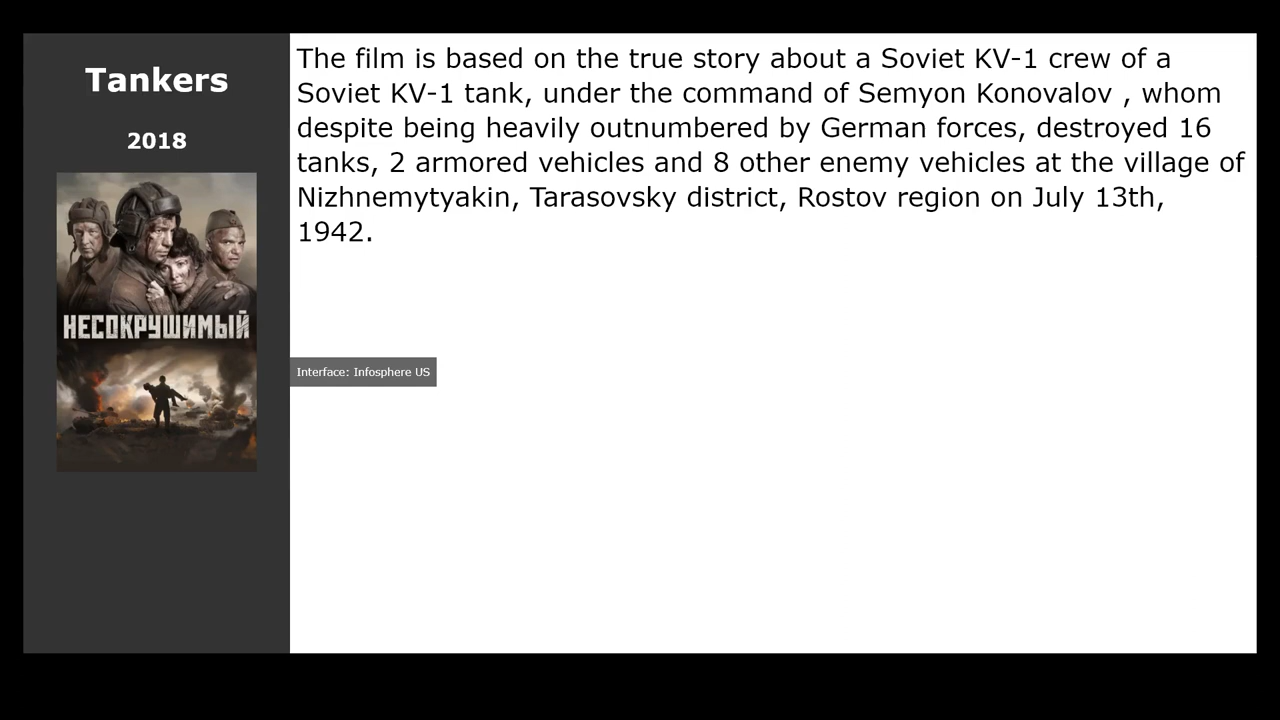 Tankers
2018
НЕСОКРУШИМЫЙ
The film is based on the true story about a Soviet KV-1 crew of a
Soviet KV-1 tank, under the command of Semyon Konovalov , whom
despite being heavily outnumbered by German forces, destroyed 16
tanks, 2 armored vehicles and 8 other enemy vehicles at the village of
Nizhnemytyakin, Tarasovsky district, Rostov region on July 13th,
1942.
Interface: Infosphere US